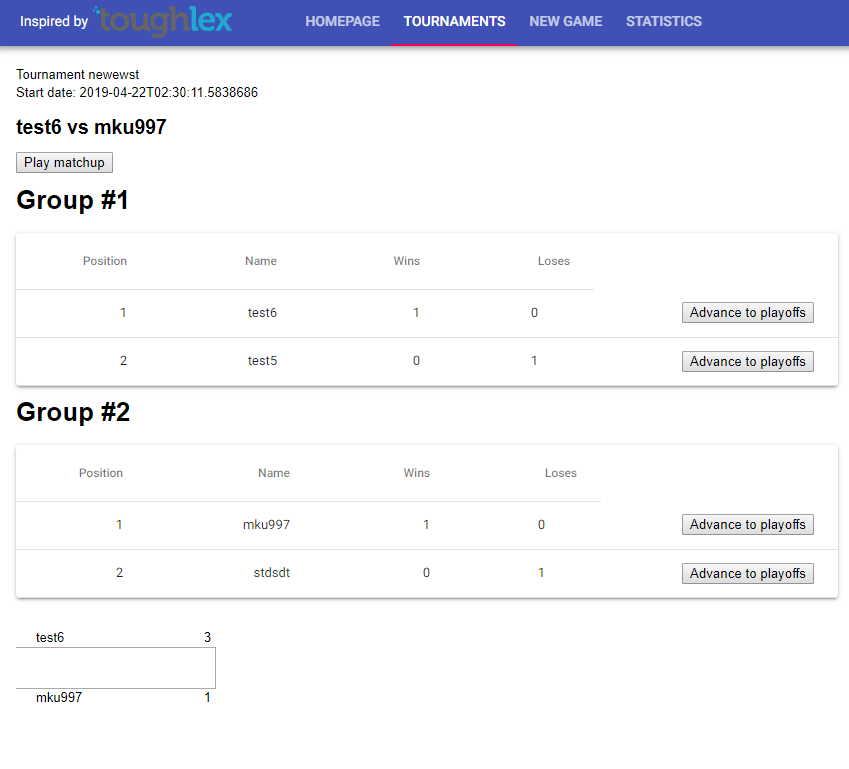 Inspired by toughlex HOMEPAGE TOURNAMENTS NEW GAME STATISTICS
Tournament newewst
Start date: 2019-04-22T02:30:11.5838686
test6 vs mku997
Play matchup
Group #1
Position Name Wins Loses
1 test6 1 0 Advance to playoffs
2 test5 0 1 Advance to playoffs
Group #2
Position Name Wins Loses
1 mku997 1 0 Advance to playoffs
2 stdsdt 0 1 Advance to playoffs
test6 3
mku997 1